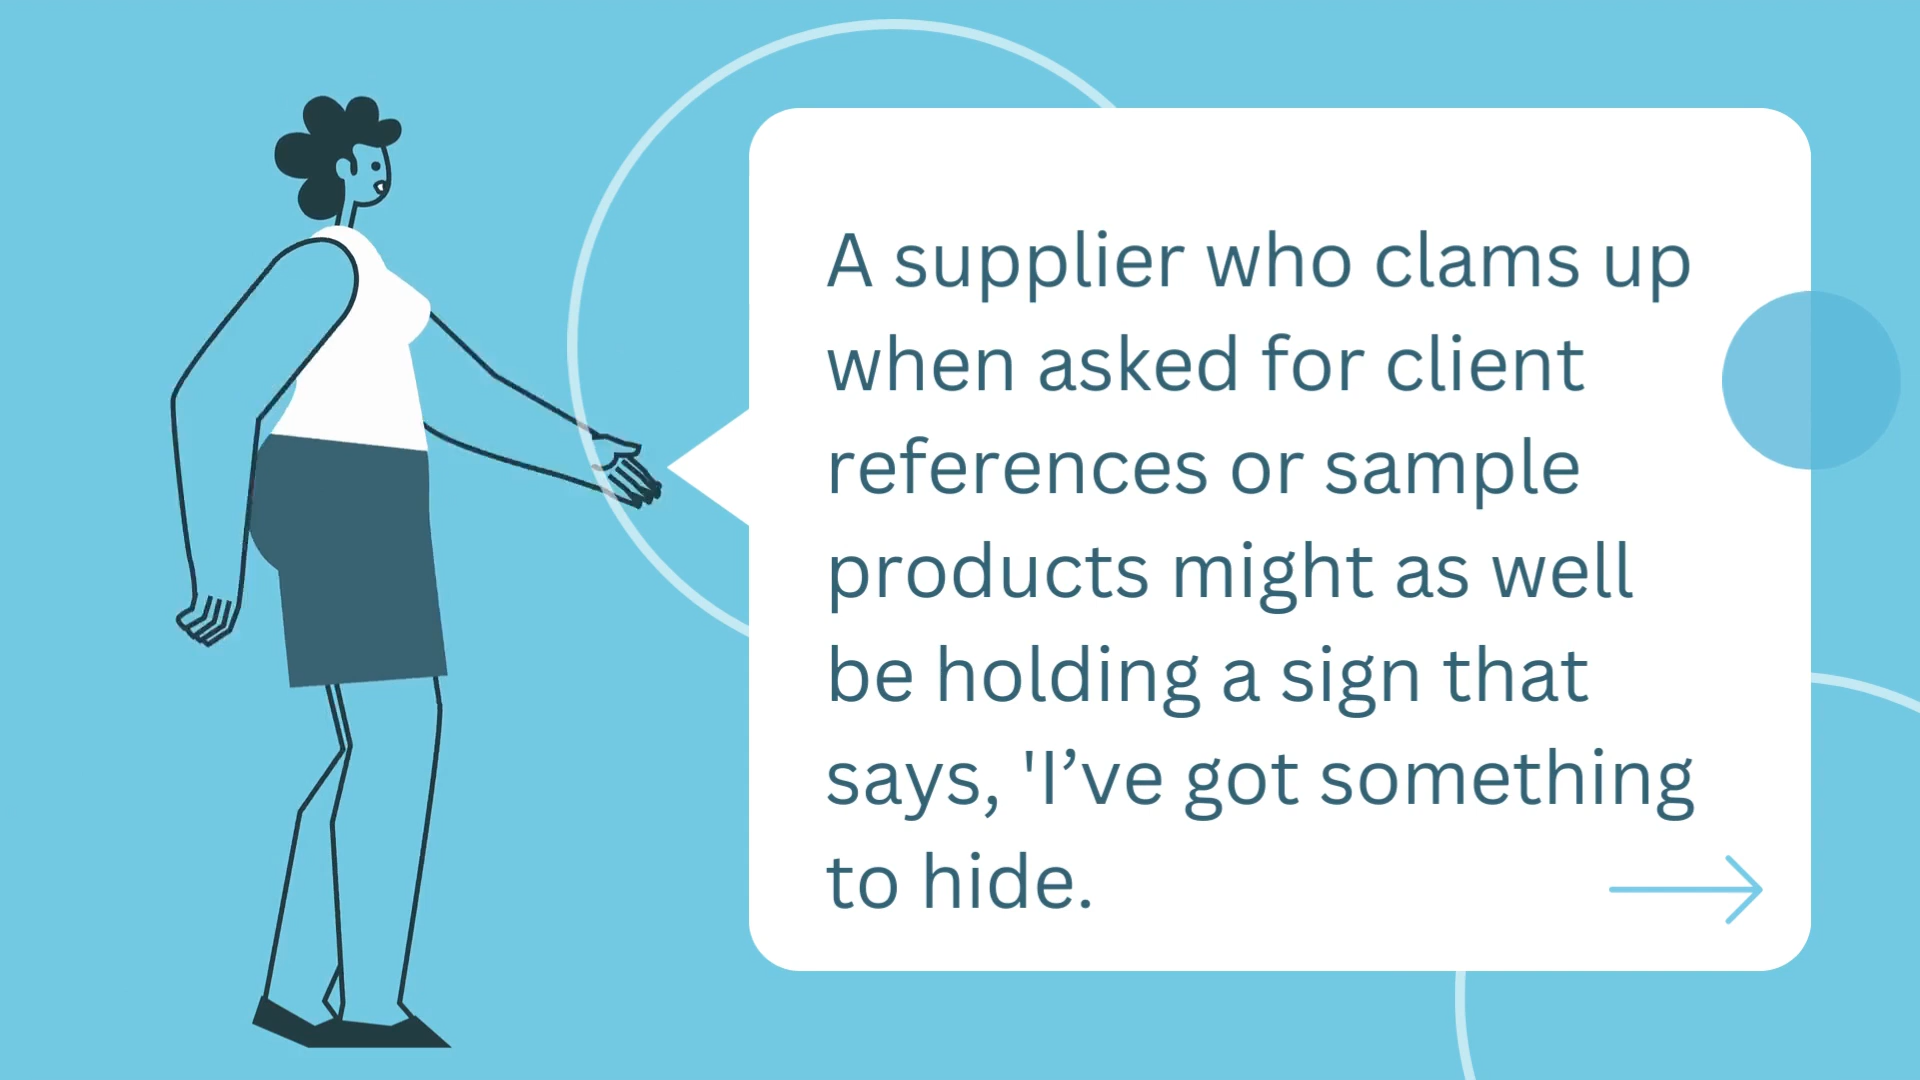 A supplier who clams up
when asked for client
references or sample
products might as well
be holding a sign that
says, 'I’ve got something
to hide.